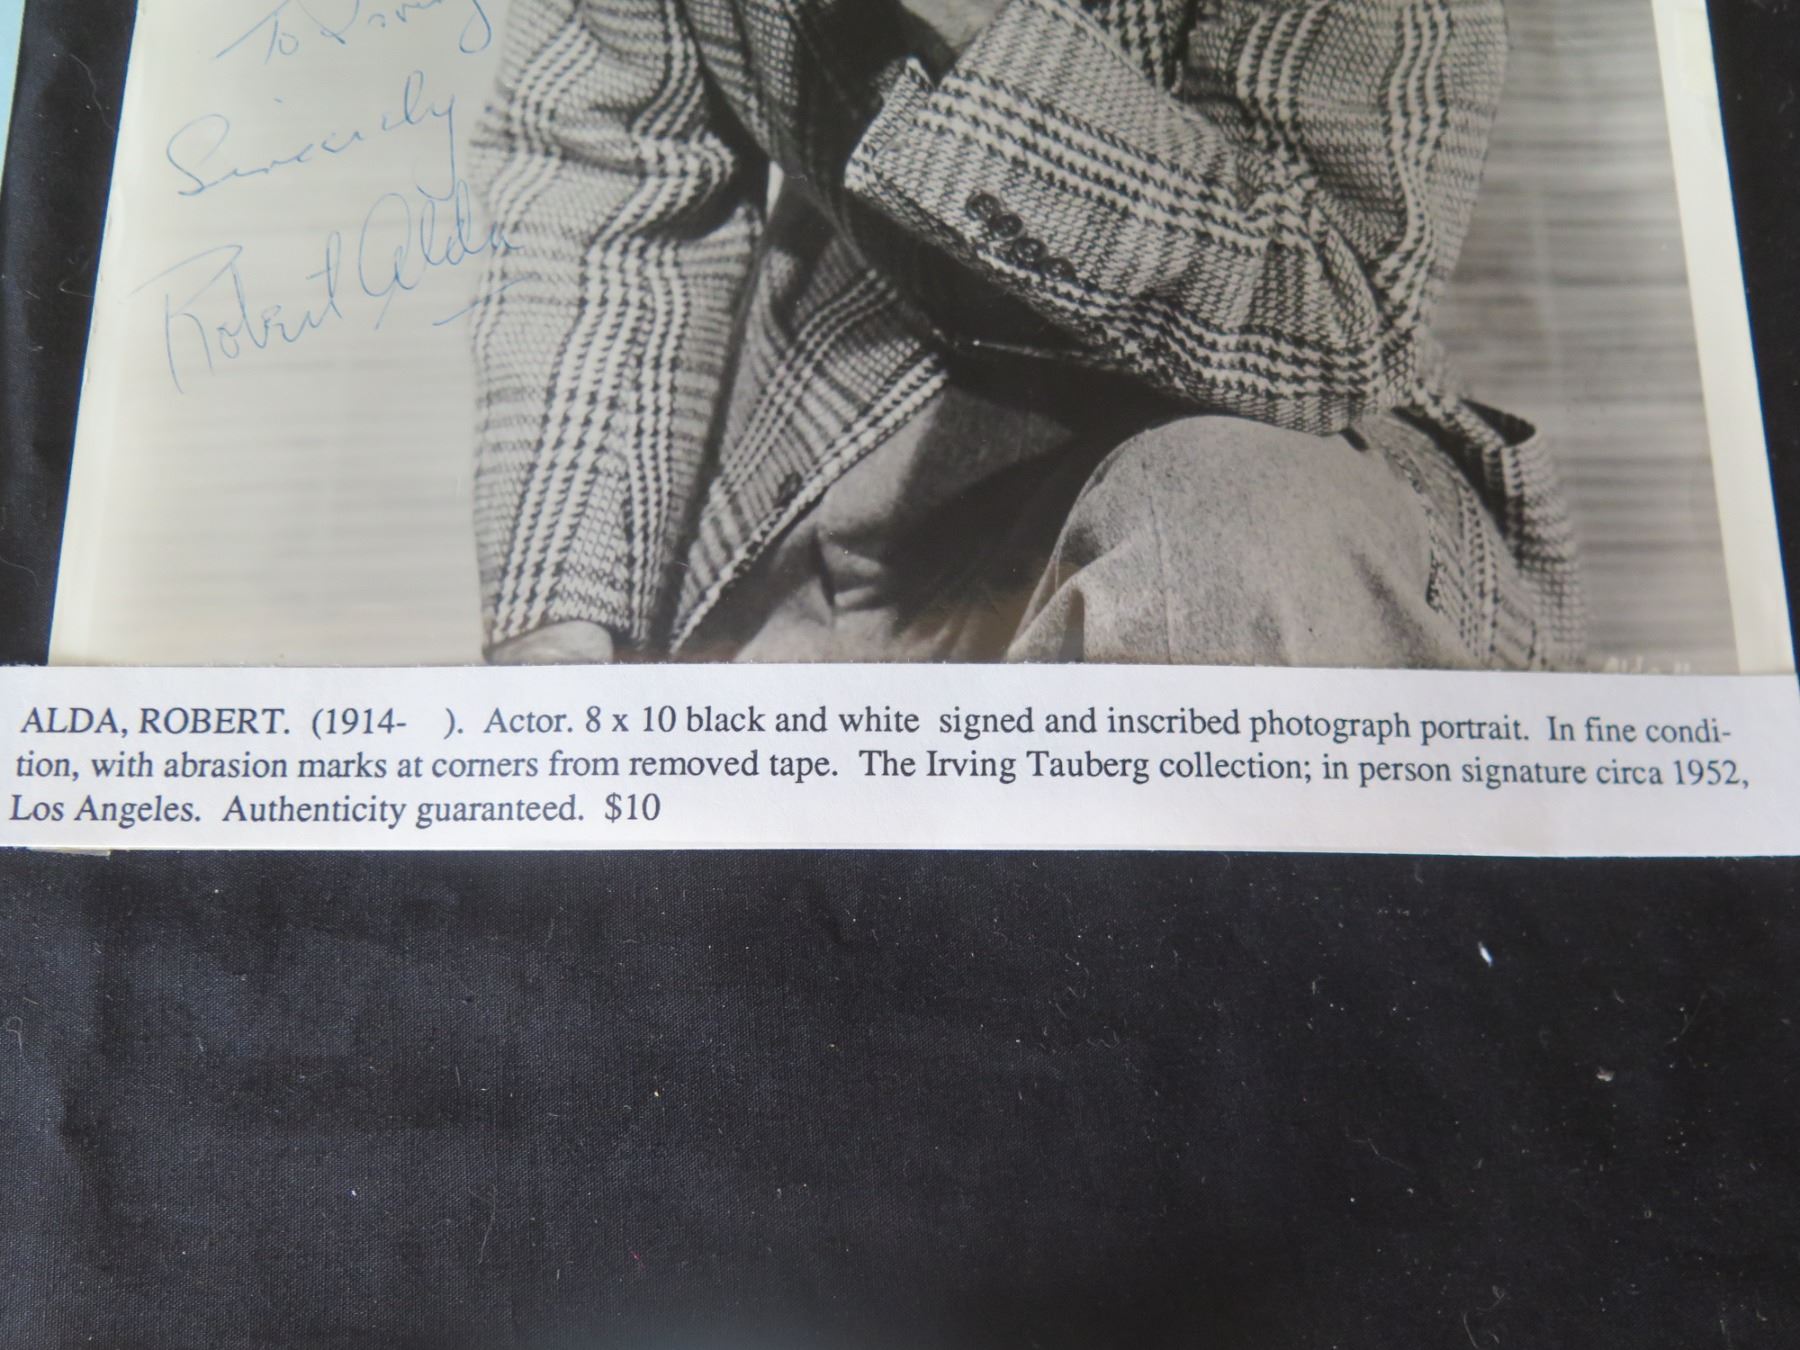 To Irving
Sincerely
Robert Alda
ALDA, ROBERT. (1914- ). Actor. 8 x 10 black and white signed and inscribed photograph portrait. In fine condi-
tion, with abrasion marks at corners from removed tape. The Irving Tauberg collection; in person signature circa 1952,
Los Angeles. Authenticity guaranteed. $10